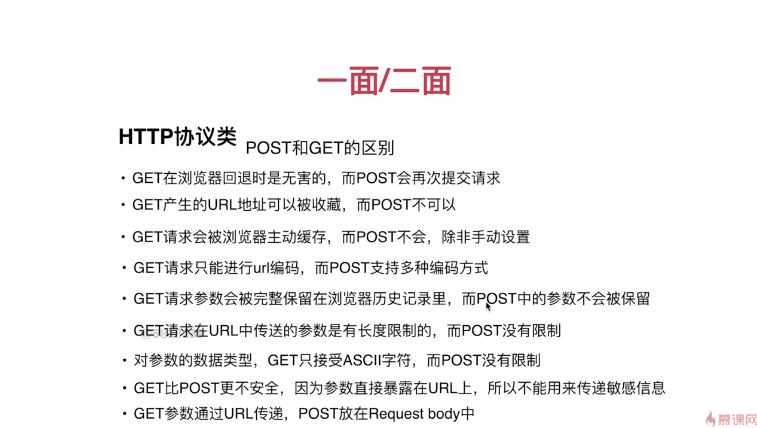 一面/二面
HTTP协议类
POST和GET的区别
• GET在浏览器回退时是无害的，而POST会再次提交请求
• GET产生的URL地址可以被收藏，而POST不可以
• GET请求会被浏览器主动缓存，而POST不会，除非手动设置
• GET请求只能进行url编码，而POST支持多种编码方式
• GET请求参数会被完整保留在浏览器历史记录里，而POST中的参数不会被保留
• GET请求在URL中传送的参数是有长度限制的，而POST没有限制
• 对参数的数据类型，GET只接受ASCII字符，而POST没有限制
• GET比POST更不安全，因为参数直接暴露在URL上，所以不能用来传递敏感信息
• GET参数通过URL传递，POST放在Request body中
慕课网